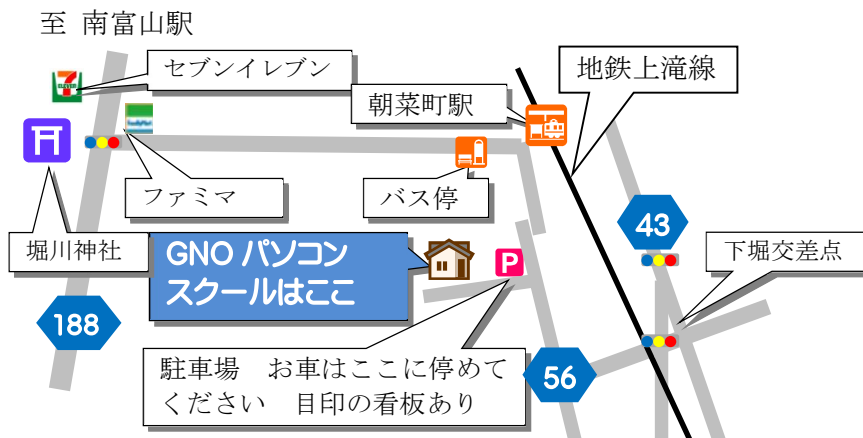 至 南富山駅
セブンイレブン
地鉄上滝線
7
ELEVEN
朝菜町駅
FamilyMart
ファミマ
バス停
43
堀川神社
GNO パソコン
スクールはここ
P
下堀交差点
188
駐車場　お車はここに停めて
ください　目印の看板あり
56